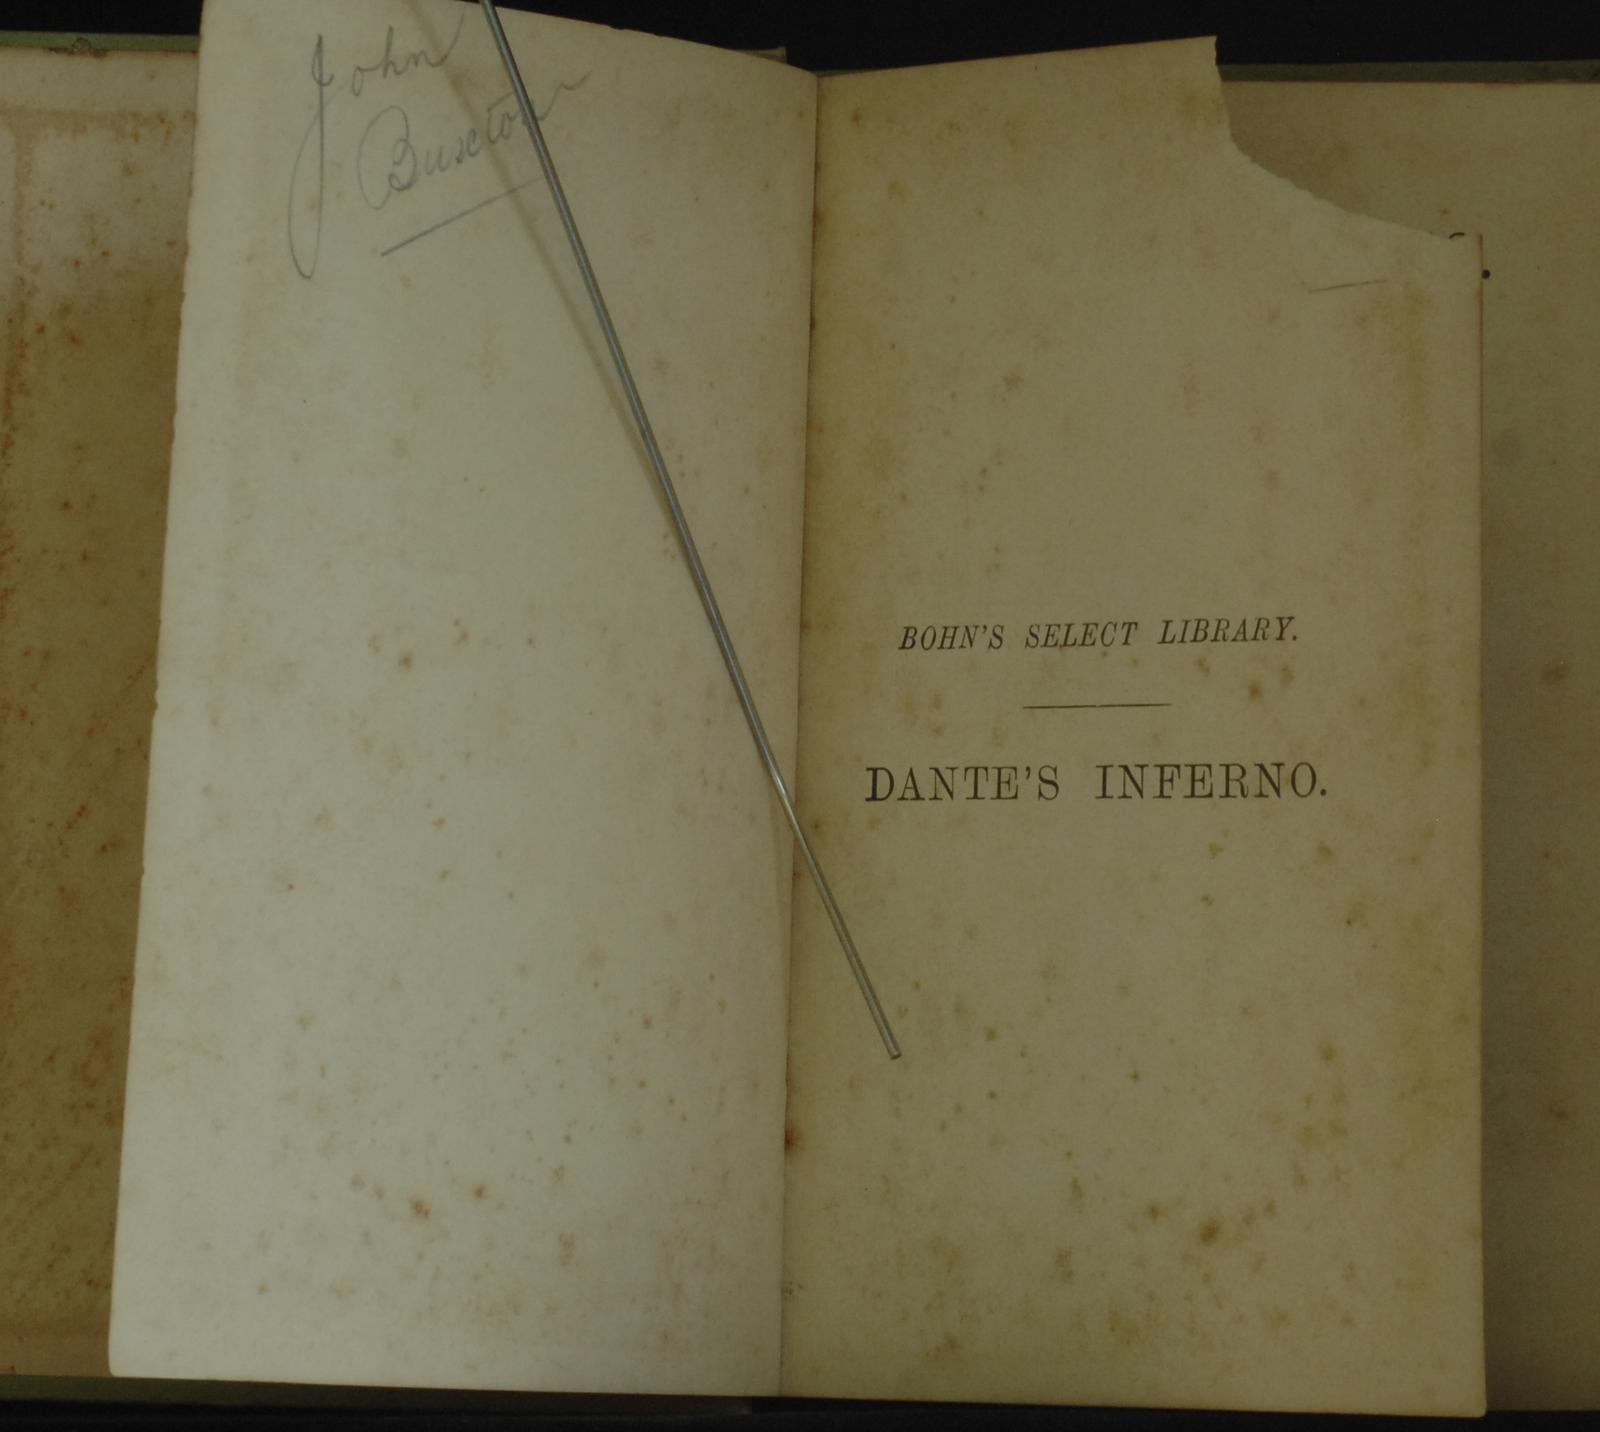 John
Buxton
BOHN'S SELECT LIBRARY.
DANTE'S INFERNO.